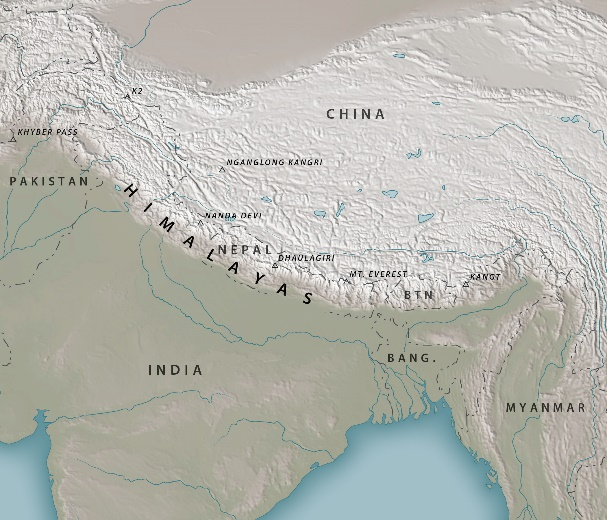 K2
CHINA
KHYBER PASS
NGANGLONG KANGRI
PAKISTAN
HIMALAYAS
NANDA DEVI
NEPAL
DHAULAGIRI
MT. EVEREST
KANGT
BTN
BANG.
INDIA
MYANMAR